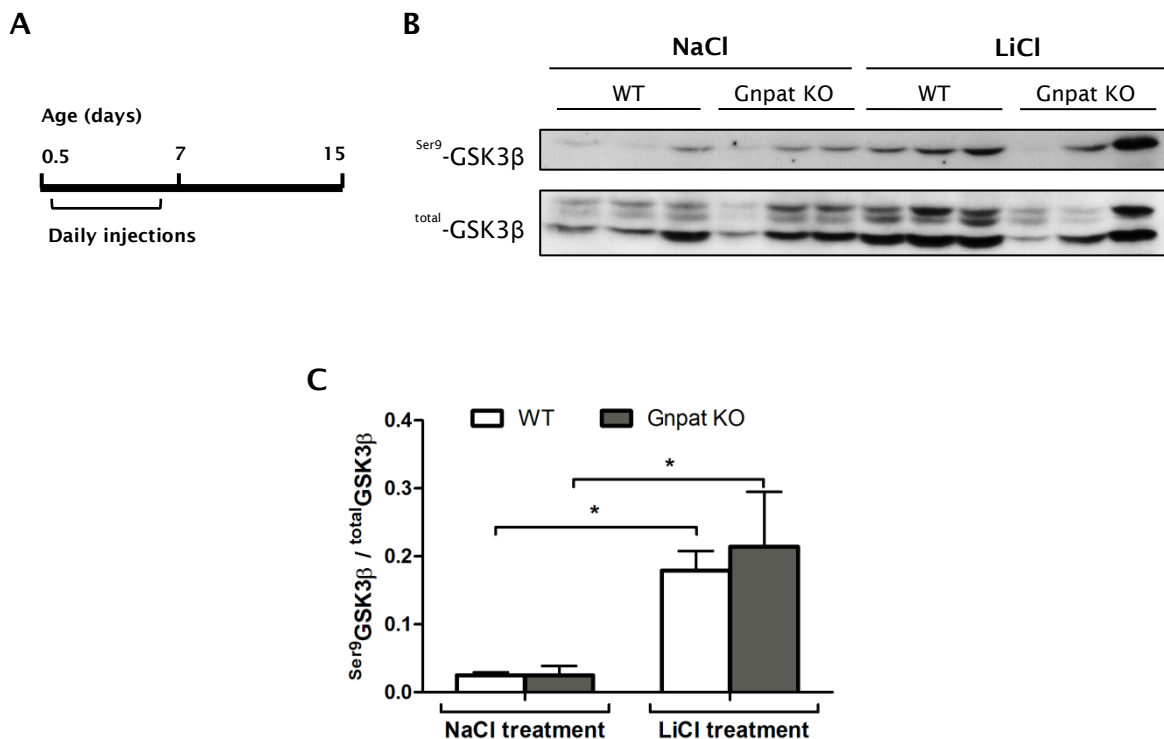 A
Age (days)
0.5 7 15
Daily injections
B
NaCl LiCl
WT Gnpat KO WT Gnpat KO
Ser9-GSK3β
total-GSK3β
C
WT Gnpat KO
Ser9GSK3β / totalGSK3β
0.4
0.3
0.2
0.1
0.0
*
*
NaCl treatment LiCl treatment